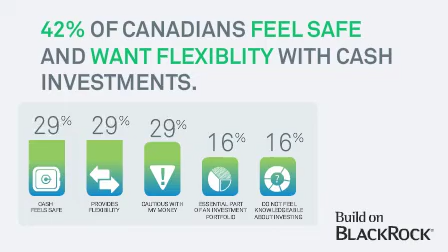 42% OF CANADIANS FEEL SAFE
AND WANT FLEXIBLITY WITH CASH
INVESTMENTS.
29% 29% 29% 16% 16%
CASH
FEELS SAFE
PROVIDES
FLEXIBILITY
CAUTIOUS WITH
MY MONEY
ESSENTIAL PART
OF AN INVESTMENT
PORTFOLIO
DO NOT FEEL
KNOWLEDGEABLE
ABOUT INVESTING
?
Build on
BLACKROCK®